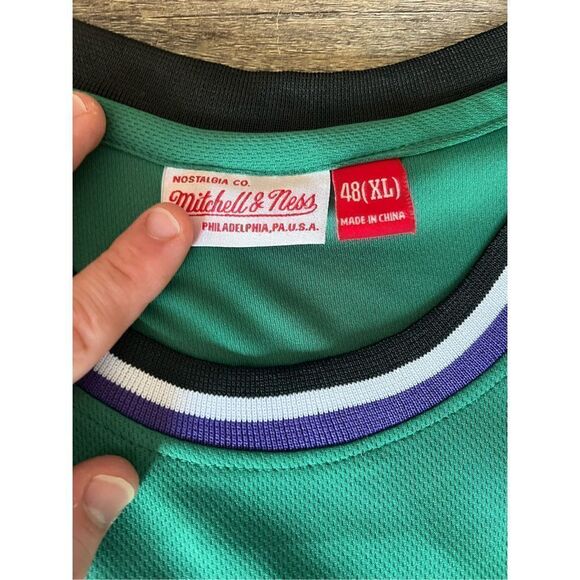 NOSTALGIA CO.
Mitchell & Ness
PHILADELPHIA, PA. U.S.A.
48(XL)
MADE IN CHINA